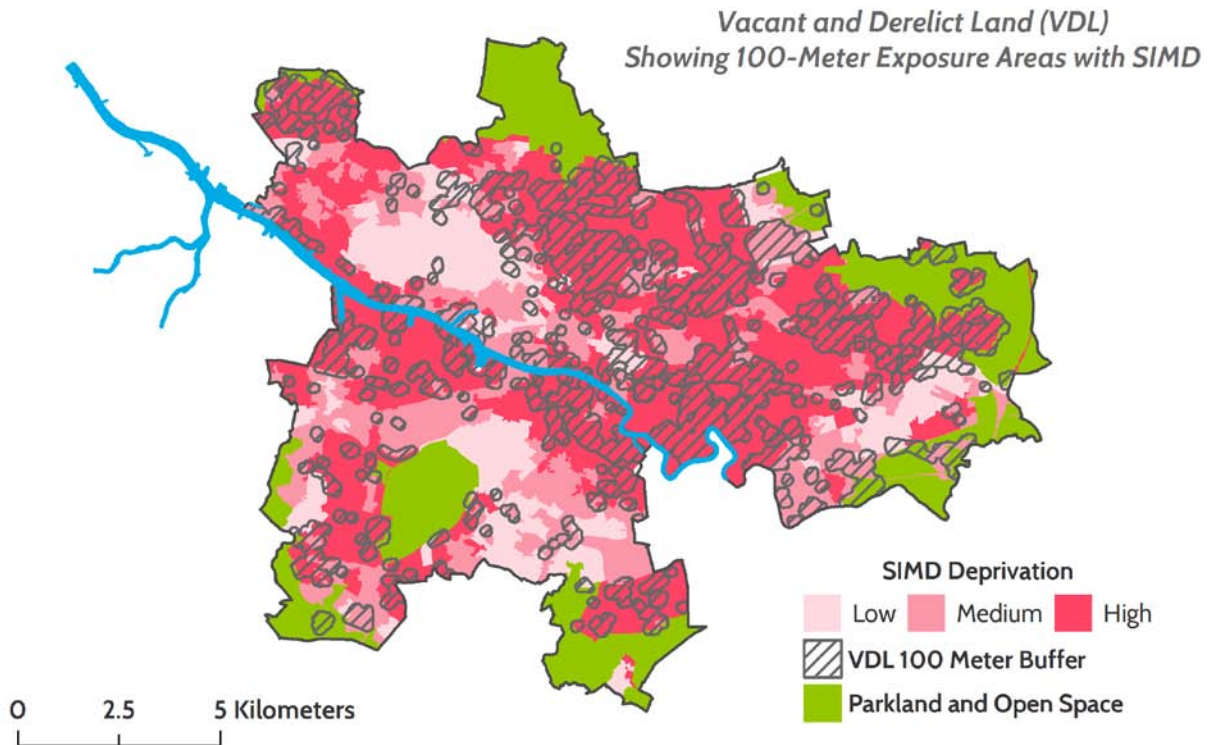 Vacant and Derelict Land (VDL)
Showing 100-Meter Exposure Areas with SIMD
SIMD Deprivation
Low Medium High
VDL 100 Meter Buffer
Parkland and Open Space
0 2.5 5 Kilometers